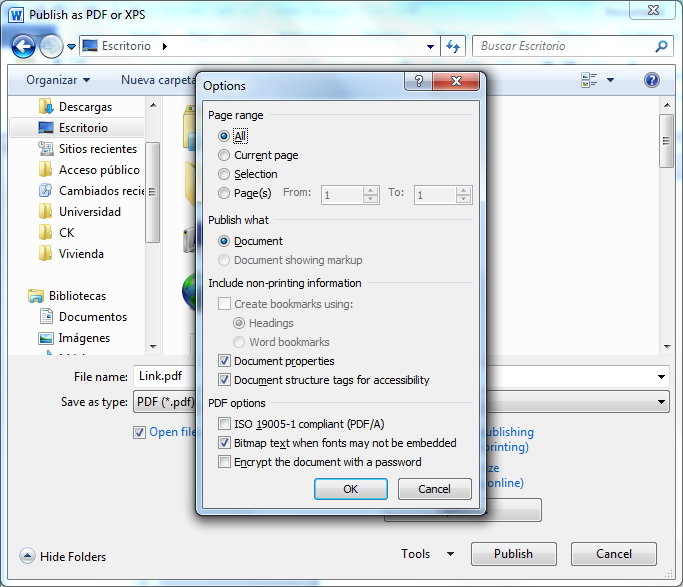 Publish as PDF or XPS
Escritorio
Buscar Escritorio
Organizar
Nueva carpeta
Descargas
Escritorio
Sitios recientes
Acceso público
Cambiados recie
Universidad
CK
Vivienda
Bibliotecas
Documentos
Imágenes
Options
Page range
All
Current page
Selection
Page(s) From: 1 To: 1
Publish what
Document
Document showing markup
Include non-printing information
Create bookmarks using:
Headings
Word bookmarks
Document properties
Document structure tags for accessibility
PDF options
ISO 19005-1 compliant (PDF/A)
Bitmap text when fonts may not be embedded
Encrypt the document with a password
OK Cancel
File name: Link.pdf
Save as type: PDF (*.pdf)
Open file
ublishing
printing)
ze
online)
Hide Folders
Tools Publish Cancel